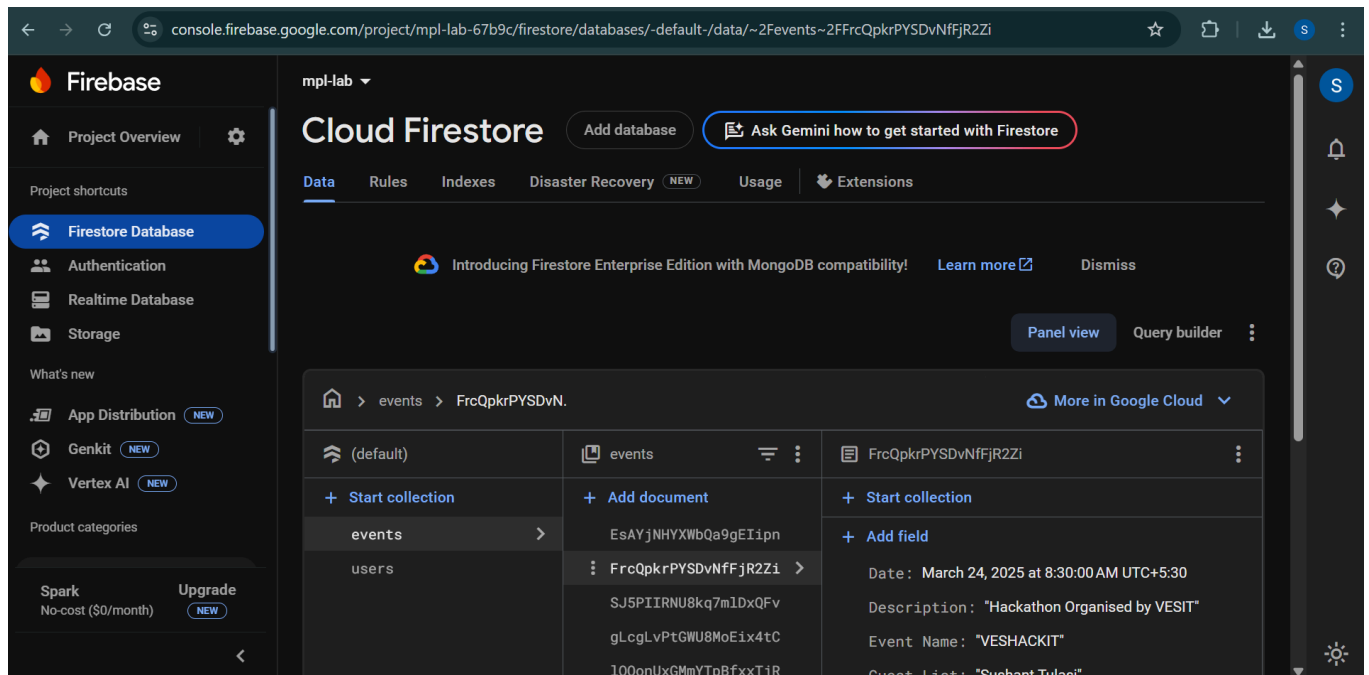 console.firebase.google.com/project/mpl-lab-67b9c/firestore/databases/-default-/data/~2Fevents~2FFrcQpkrPYSDvNfFjR2Zi
S
Firebase
mpl-lab
S
Project Overview
Cloud Firestore
Add database
Ask Gemini how to get started with Firestore
Project shortcuts
Data Rules Indexes Disaster Recovery NEW Usage Extensions
Firestore Database
Authentication
Realtime Database
Storage
Introducing Firestore Enterprise Edition with MongoDB compatibility! Learn more Dismiss
Panel view Query builder
What's new
App Distribution NEW
Genkit NEW
Vertex AI NEW
Product categories
Spark
No-cost ($0/month)
Upgrade
NEW
> events > FrcQpkrPYSDvN.
More in Google Cloud
(default)
+ Start collection
events
users
events
+ Add document
EsAYjNHYXWbQa9gEIipn
FrcQpkrPYSDvNfFjR2Zi
SJ5PIIRNU8kq7mlDxQFv
gLcgLvPtGWU8MoEix4tC
lOOonUxGMmYTpBfxxTjR
FrcQpkrPYSDvNfFjR2Zi
+ Start collection
+ Add field
Date: March 24, 2025 at 8:30:00 AM UTC+5:30
Description: "Hackathon Organised by VESIT"
Event Name: "VESHACKIT"
Guest List: "Sushant Tulasi"